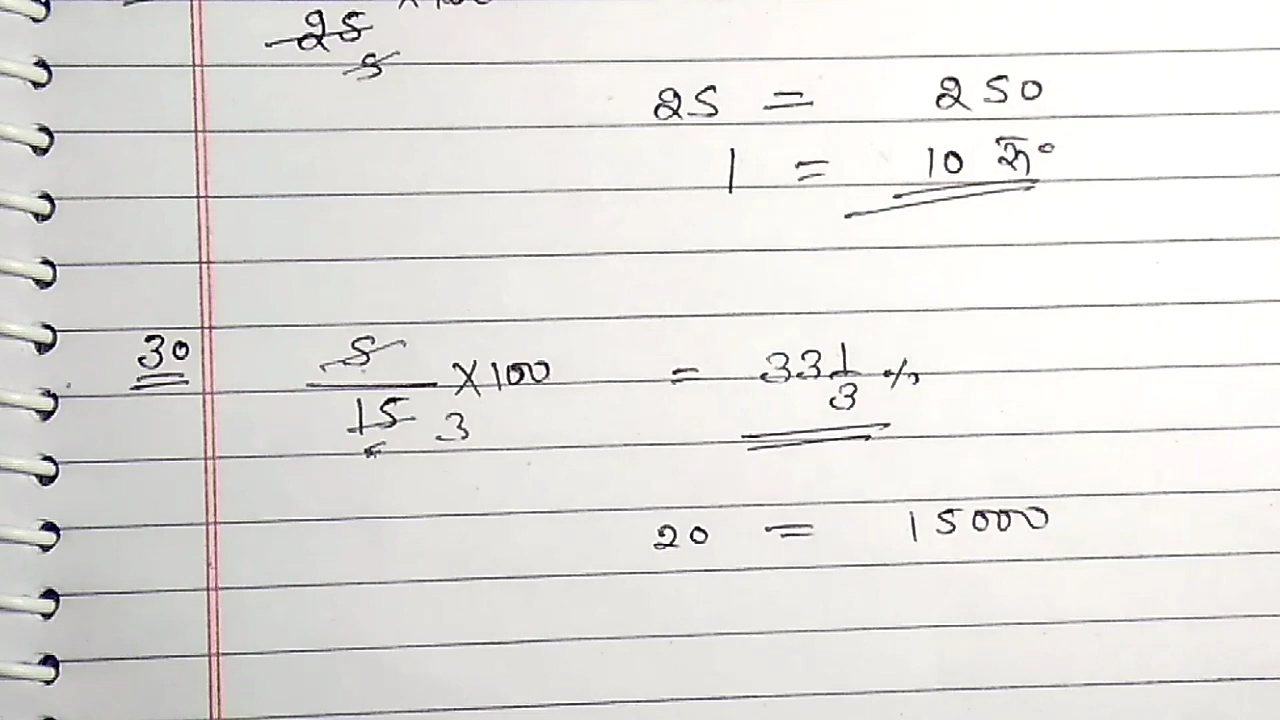 25
5
25 = 250
1 = 10 रू॰
30 5/15 3 ×100 = 33 1/3 %
20 = 15000